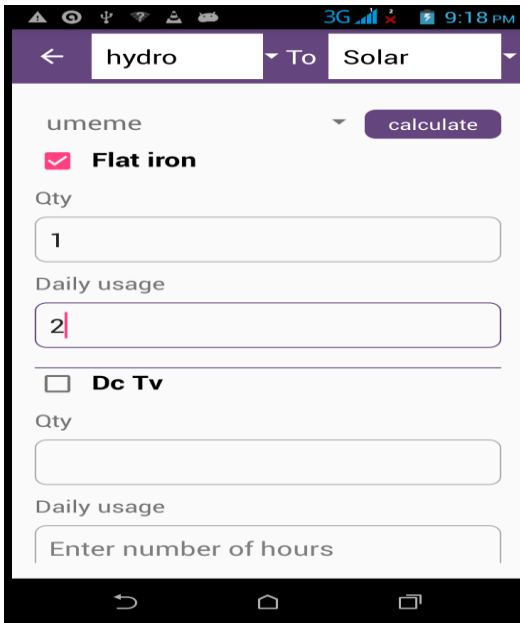 3G 9:18 PM
hydro To Solar
umeme calculate
Flat iron
Qty
1
Daily usage
2
Dc Tv
Qty
Daily usage
Enter number of hours